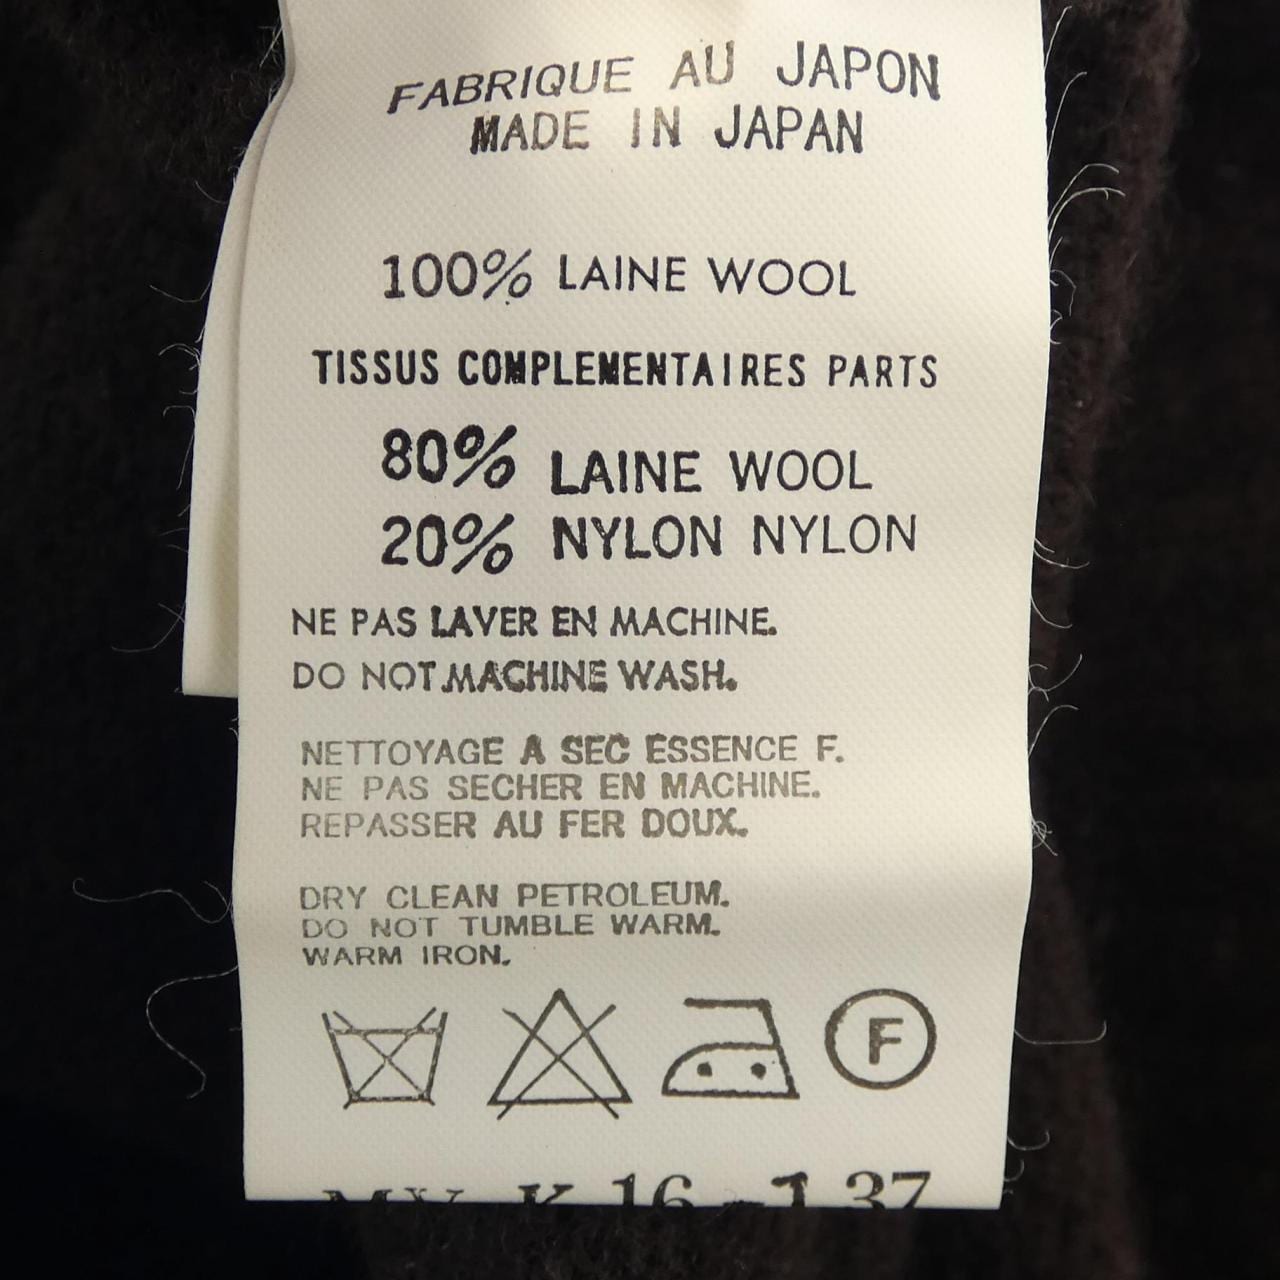 FABRIQUE AU JAPON
MADE IN JAPAN
100% LAINE WOOL
TISSUS COMPLEMENTAIRES PARTS
80% LAINE WOOL
20% NYLON NYLON
NE PAS LAVER EN MACHINE.
DO NOT MACHINE WASH.
NETTOYAGE A SEC ESSENCE F.
NE PAS SECHER EN MACHINE.
REPASSER AU FER DOUX.
DRY CLEAN PETROLEUM.
DO NOT TUMBLE WARM.
WARM IRON.
F
K 16 37